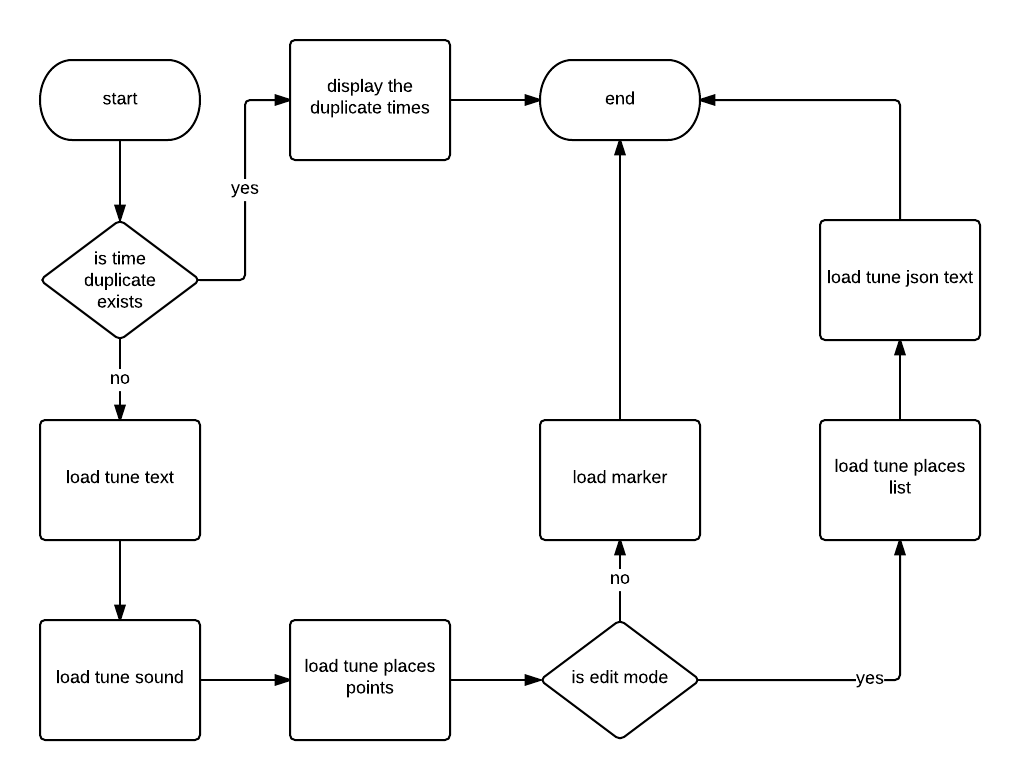 start
display the
duplicate times
end
yes
is time
duplicate
exists
load tune json text
no
load tune text
load marker
load tune places
list
no
load tune sound
load tune places
points
is edit mode
yes